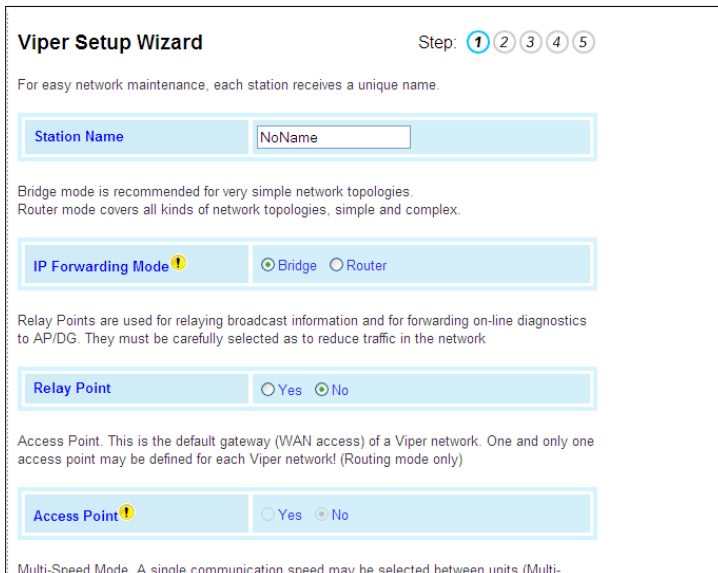 Viper Setup Wizard Step: 1 2 3 4 5
For easy network maintenance, each station receives a unique name.
Station Name NoName
Bridge mode is recommended for very simple network topologies.
Router mode covers all kinds of network topologies, simple and complex.
IP Forwarding Mode ! Bridge Router
Relay Points are used for relaying broadcast information and for forwarding on-line diagnostics
to AP/DG. They must be carefully selected as to reduce traffic in the network
Relay Point Yes No
Access Point. This is the default gateway (WAN access) of a Viper network. One and only one
access point may be defined for each Viper network! (Routing mode only)
Access Point ! Yes No
Multi-Speed Mode. A single communication speed may be selected between units (Multi-